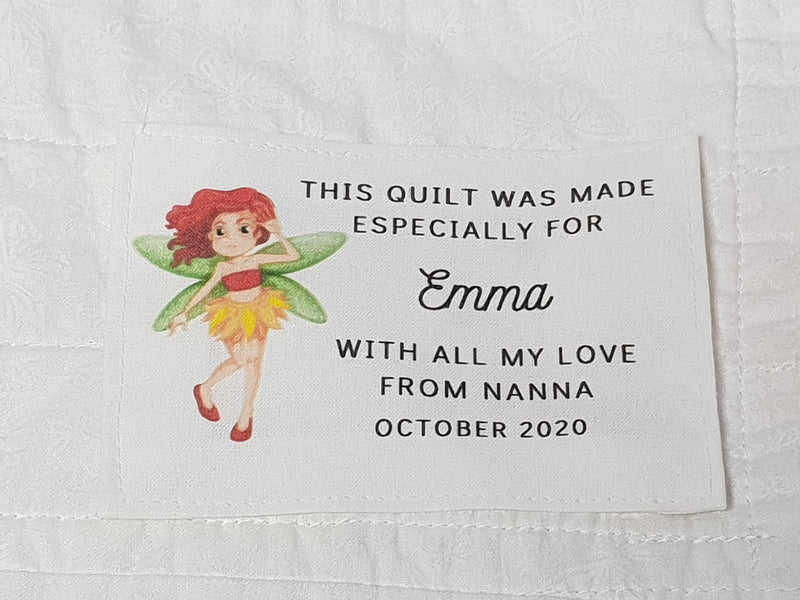 THIS QUILT WAS MADE
ESPECIALLY FOR
Emma
WITH ALL MY LOVE
FROM NANNA
OCTOBER 2020